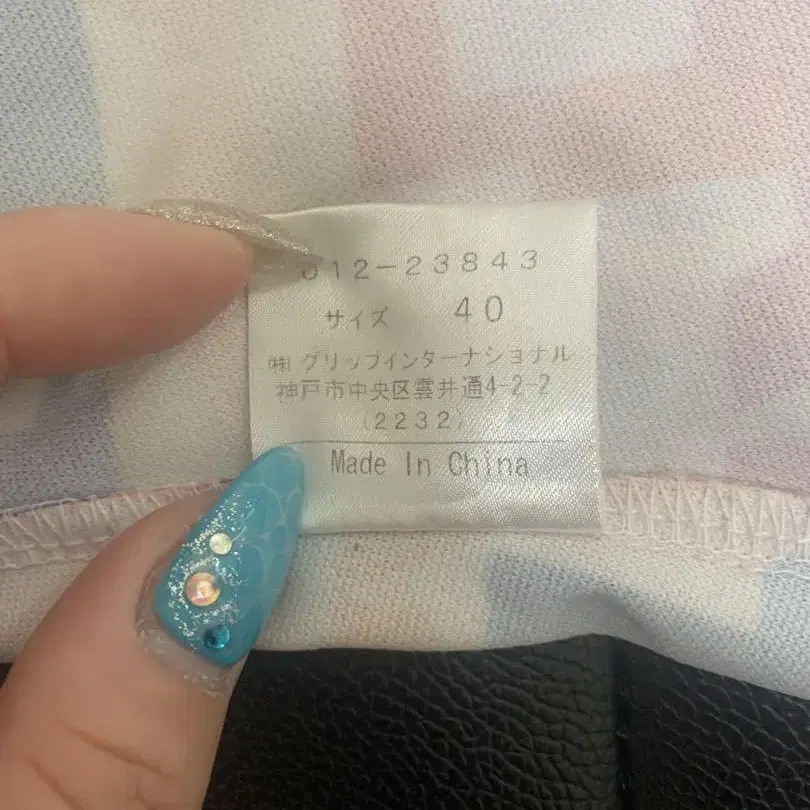 012-23843
サイズ 40
㈱グリップインターナショナル
神戸市中央区雲井通4-2-2
(2232)
Made In China